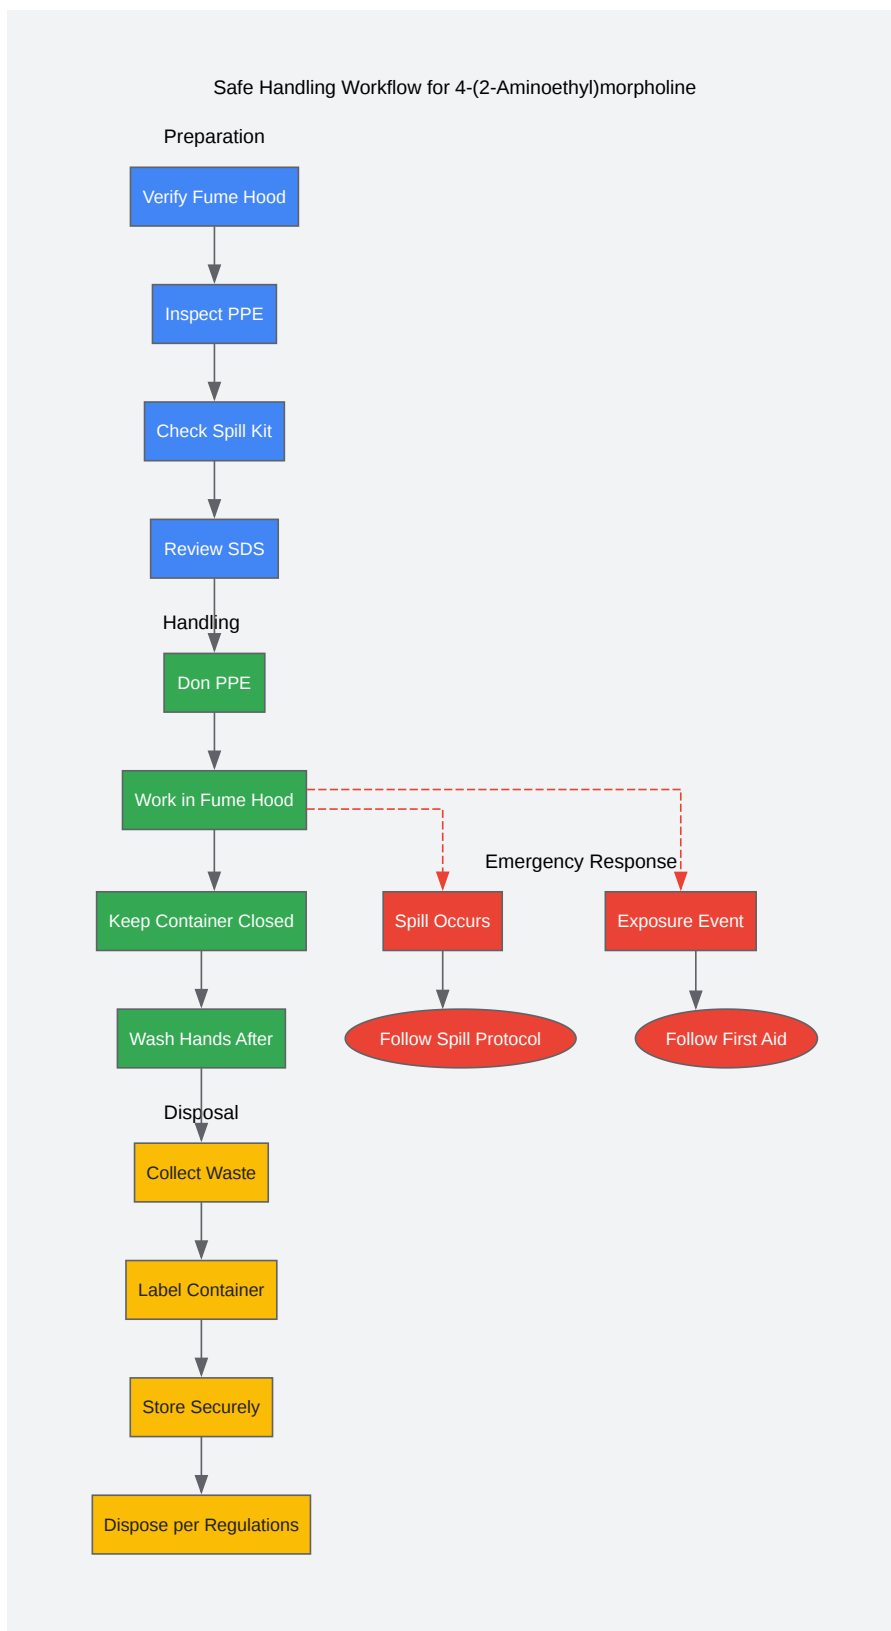 Safe Handling Workflow for 4-(2-Aminoethyl)morpholine
Preparation
Verify Fume Hood
Inspect PPE
Check Spill Kit
Review SDS
Handling
Don PPE
Work in Fume Hood
Emergency Response
Keep Container Closed
Spill Occurs
Exposure Event
Wash Hands After
Follow Spill Protocol
Follow First Aid
Disposal
Collect Waste
Label Container
Store Securely
Dispose per Regulations